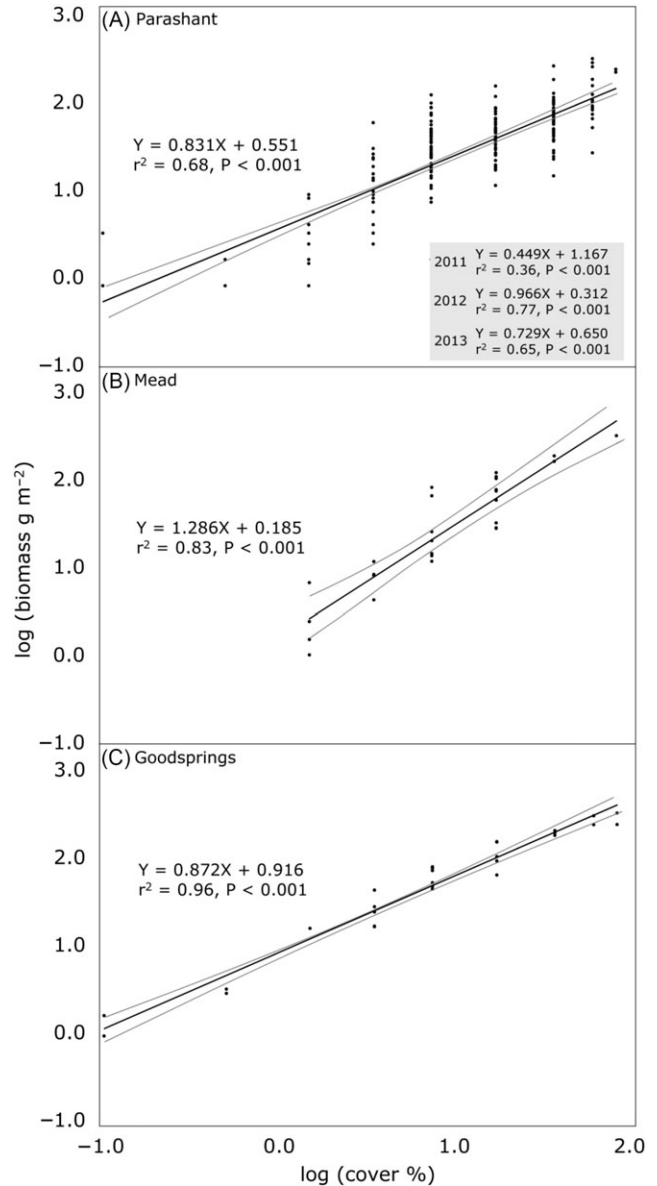 (A) Parashant
3.0
2.0
1.0
0.0
−1.0
Y = 0.831X + 0.551
r² = 0.68, P < 0.001
2011 Y = 0.449X + 1.167
r² = 0.36, P < 0.001
2012 Y = 0.966X + 0.312
r² = 0.77, P < 0.001
2013 Y = 0.729X + 0.650
r² = 0.65, P < 0.001
(B) Mead
3.0
2.0
1.0
0.0
−1.0
Y = 1.286X + 0.185
r² = 0.83, P < 0.001
log (biomass g m⁻²)
(C) Goodsprings
3.0
2.0
1.0
0.0
−1.0
Y = 0.872X + 0.916
r² = 0.96, P < 0.001
−1.0 0.0 1.0 2.0
log (cover %)